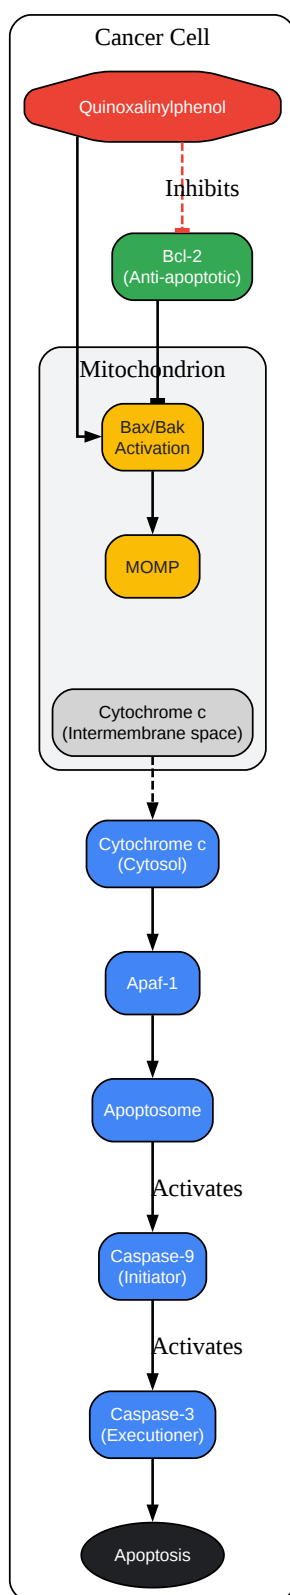 Cancer Cell
Quinoxalinylphenol
Inhibits
Bcl-2
(Anti-apoptotic)
Mitochondrion
Bax/Bak
Activation
MOMP
Cytochrome c
(Intermembrane space)
Cytochrome c
(Cytosol)
Apaf-1
Apoptosome
Activates
Caspase-9
(Initiator)
Activates
Caspase-3
(Executioner)
Apoptosis